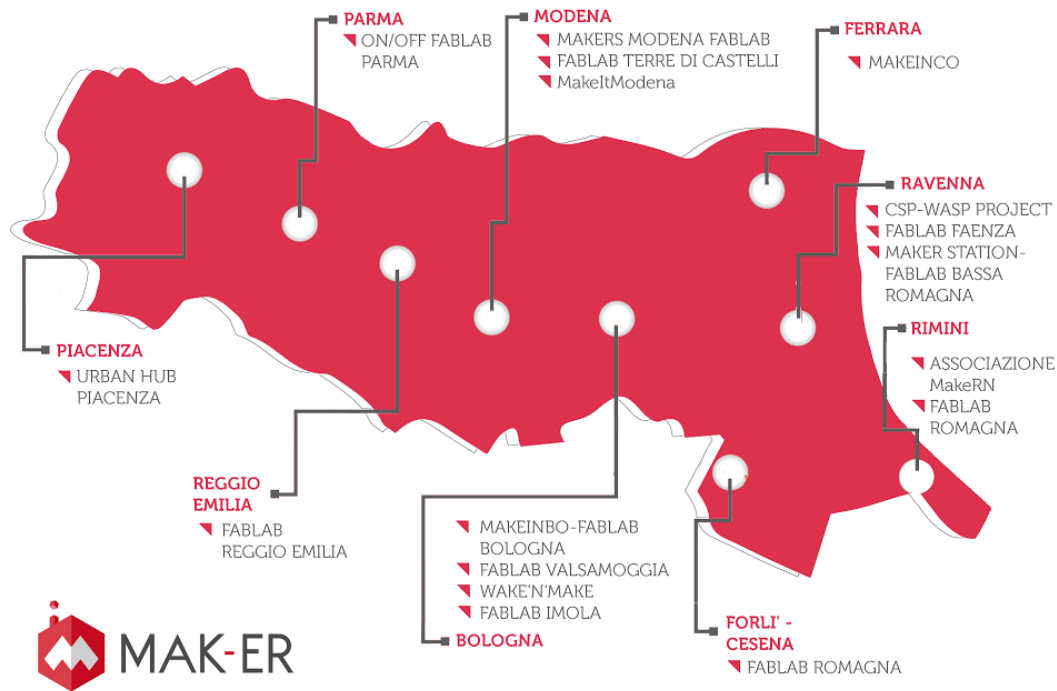 PARMA
ON/OFF FABLAB
PARMA
MODENA
MAKERS MODENA FABLAB
FABLAB TERRE DI CASTELLI
MakeItModena
FERRARA
MAKEINCO
RAVENNA
CSP-WASP PROJECT
FABLAB FAENZA
MAKER STATION-
FABLAB BASSA
ROMAGNA
RIMINI
ASSOCIAZIONE
MakeRN
FABLAB
ROMAGNA
PIACENZA
URBAN HUB
PIACENZA
REGGIO
EMILIA
FABLAB
REGGIO EMILIA
MAKEINBO-FABLAB
BOLOGNA
FABLAB VALSAMOGGIA
WAKE'N'MAKE
FABLAB IMOLA
BOLOGNA
FORLI' -
CESENA
FABLAB ROMAGNA
MAK-ER